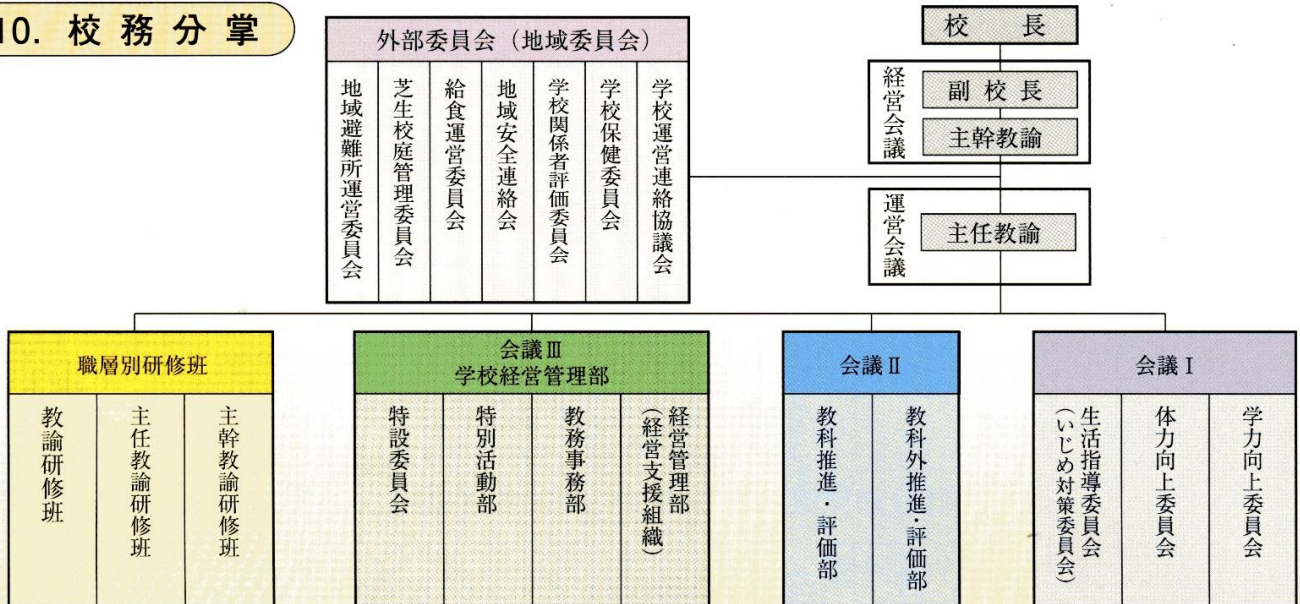 10. 校務分掌
校長
経営会議
副校長
主幹教諭
運営会議
主任教諭
外部委員会（地域委員会）
学校運営連絡協議会
学校保健委員会
学校関係者評価委員会
地域安全連絡会
給食運営委員会
芝生校庭管理委員会
地域避難所運営委員会
会議Ⅰ
学力向上委員会
体力向上委員会
生活指導委員会
（いじめ対策委員会）
会議Ⅱ
教科外推進・評価部
教科推進・評価部
会議Ⅲ
学校経営管理部
経営管理部
（経営支援組織）
教務事務部
特別活動部
特設委員会
職層別研修班
主幹教諭研修班
主任教諭研修班
教諭研修班